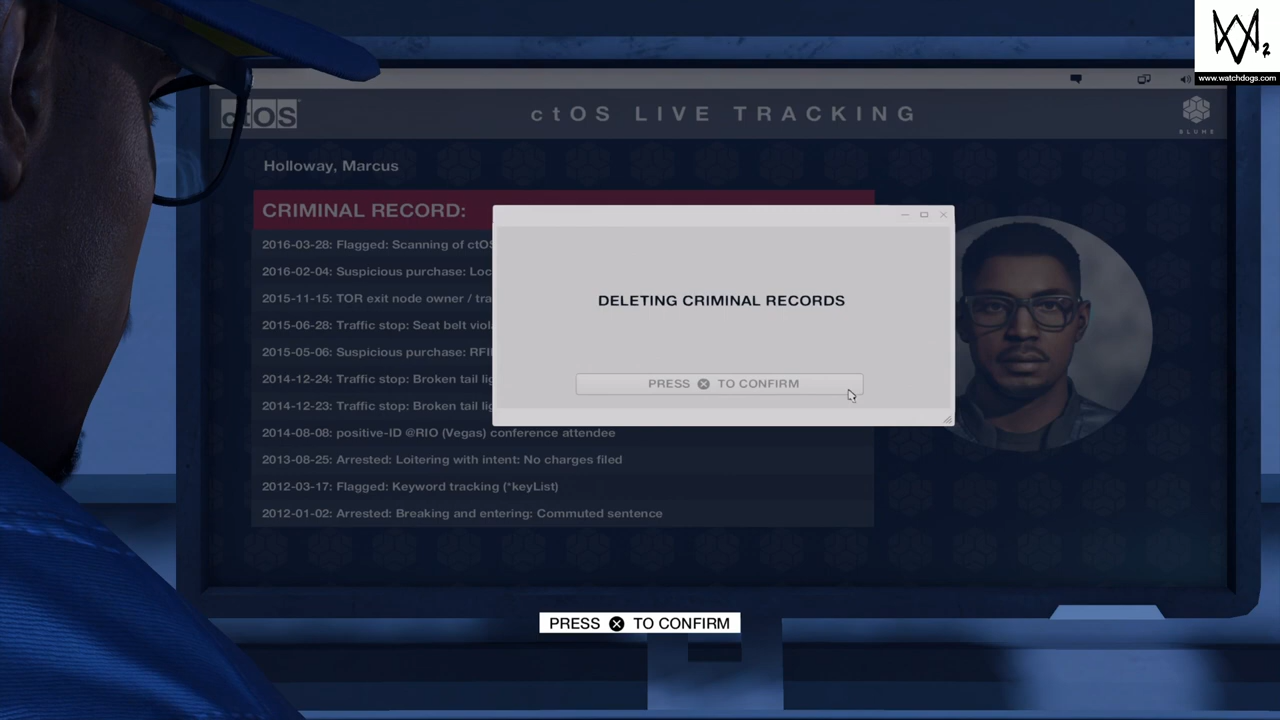 2
www.watchdogs.com
ctOS
ctOS LIVE TRACKING
BLUME
Holloway, Marcus
CRIMINAL RECORD:
2016-03-28: Flagged: Scanning of ctOS
2016-02-04: Suspicious purchase: Loc
2015-11-15: TOR exit node owner / tra
2015-06-28: Traffic stop: Seat belt viol
2015-05-06: Suspicious purchase: RFI
2014-12-24: Traffic stop: Broken tail lig
2014-12-23: Traffic stop: Broken tail lig
2014-08-08: positive-ID @RIO (Vegas) conference attendee
2013-08-25: Arrested: Loitering with intent: No charges filed
2012-03-17: Flagged: Keyword tracking (*keyList)
2012-01-02: Arrested: Breaking and entering: Commuted sentence
DELETING CRIMINAL RECORDS
PRESS X TO CONFIRM
PRESS X TO CONFIRM